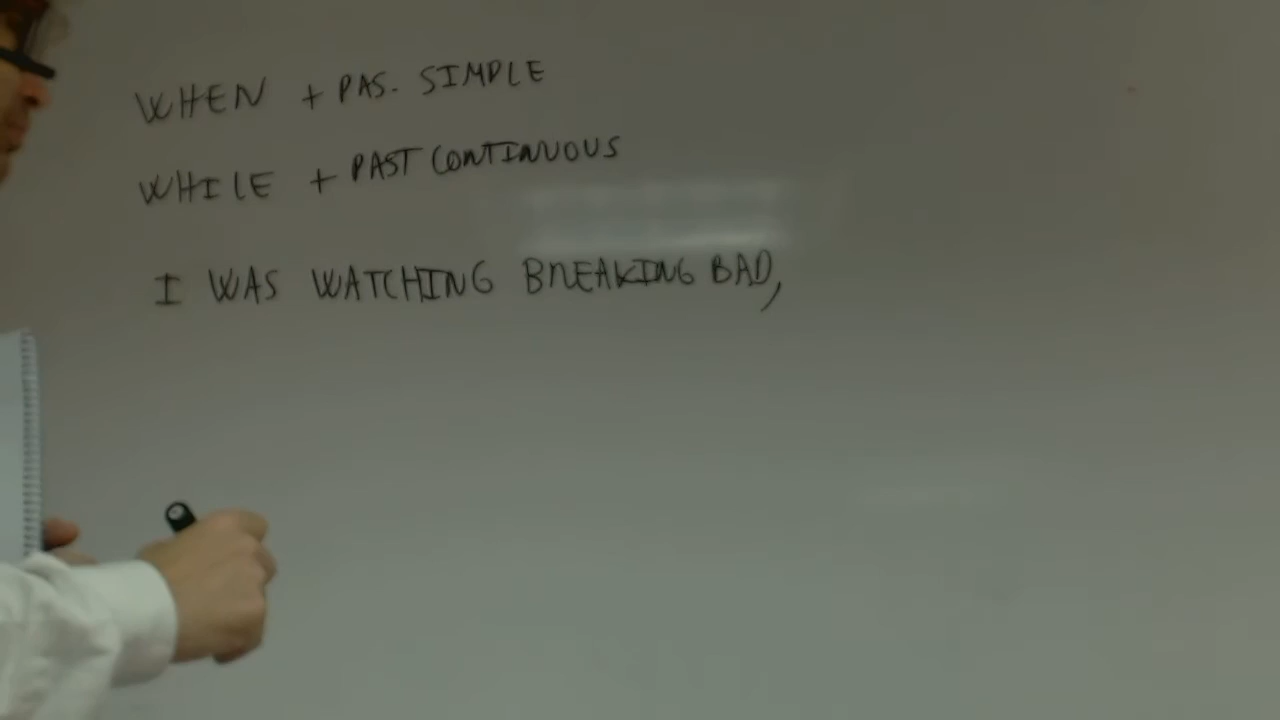 WHEN + PAS. SIMPLE
WHILE + PAST CONTINUOUS
I WAS WATCHING BREAKING BAD,